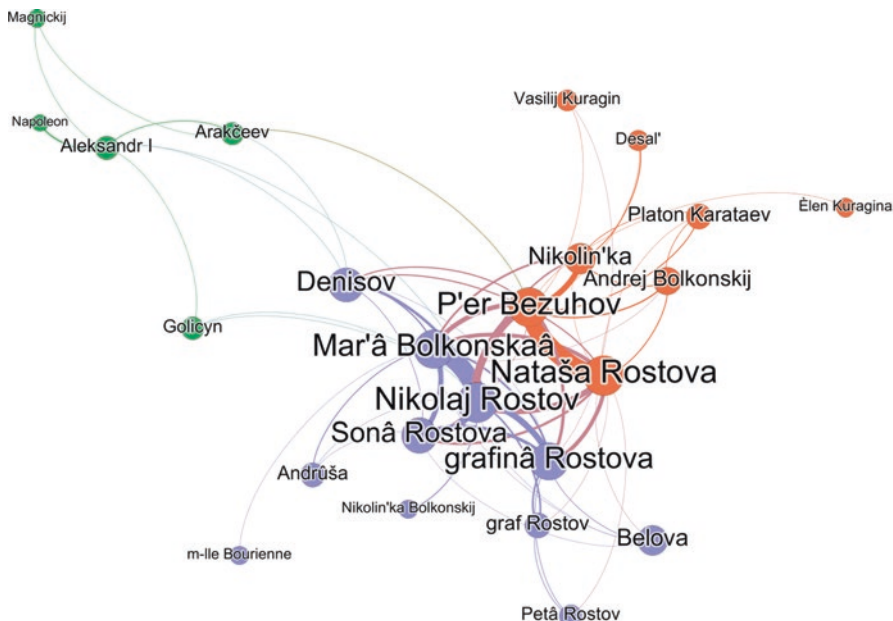 Magnickij
Napoleon
Aleksandr I
Arakčeev
Vasilij Kuragin
Desal'
Èlen Kuragina
Platon Karataev
Nikolin'ka
Andrej Bolkonskij
Denisov
P'er Bezuhov
Golicyn
Mar'â Bolkonskaâ
Nataša Rostova
Nikolaj Rostov
Sonâ Rostova
grafinâ Rostova
Andrûša
Nikolin'ka Bolkonskij
graf Rostov
Belova
m-lle Bourienne
Petâ Rostov